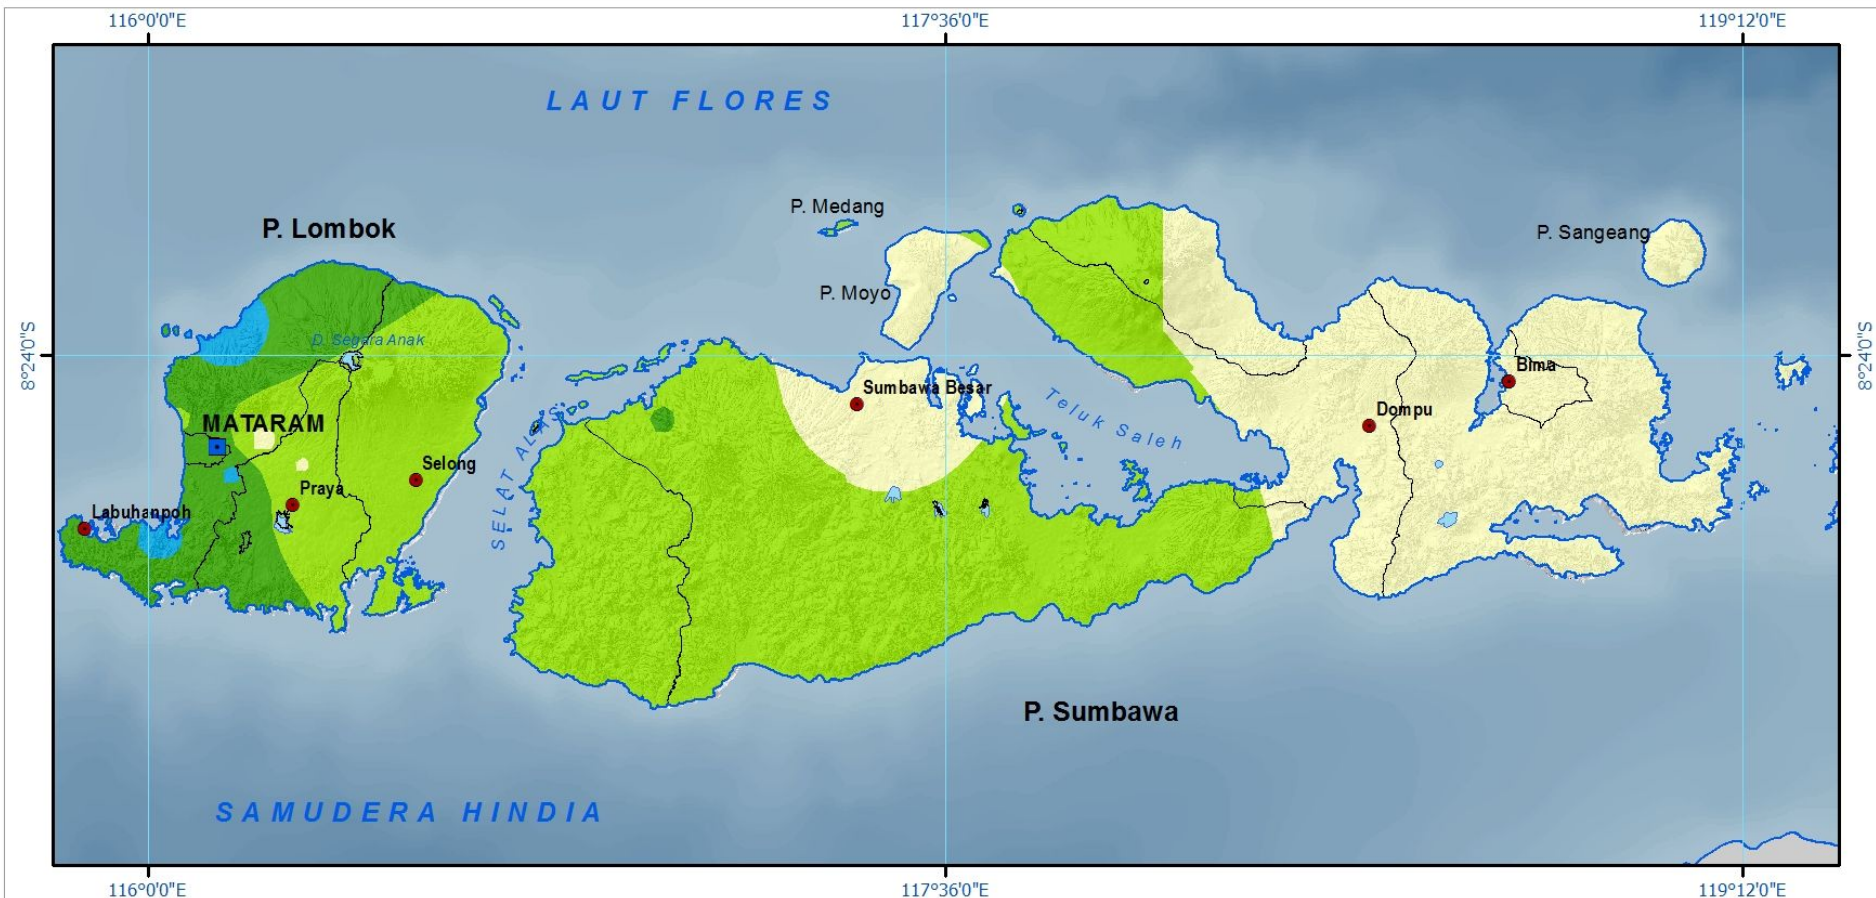 116°0'0"E
117°36'0"E
119°12'0"E
LAUT FLORES
P. Medang
P. Lombok
P. Sangeang
P. Moyo
D. Segara Anak
8°24'0"S
8°24'0"S
Bima
Sumbawa Besar
Teluk Saleh
Dompu
MATARAM
SELAT ALAS
Selong
Praya
Labuhanpoh
P. Sumbawa
SAMUDERA HINDIA
116°0'0"E
117°36'0"E
119°12'0"E